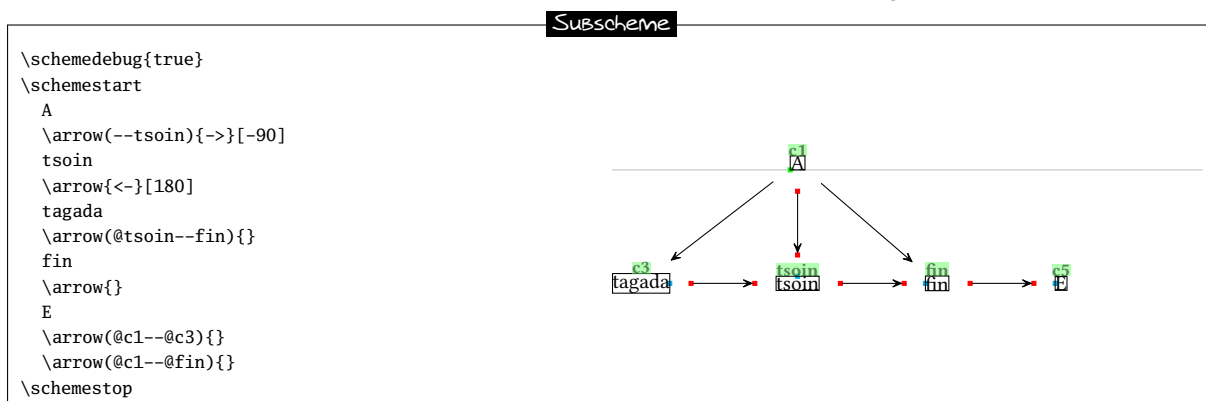 Subscheme
\schemedebug{true}
\schemestart
A
\arrow(--tsoin){->}[-90]
tsoin
\arrow{<-}[180]
tagada
\arrow(@tsoin--fin){}
fin
\arrow{}
E
\arrow(@c1--@c3){}
\arrow(@c1--@fin){}
\schemestop
c1
A
c3 tsoin fin c5
tagada tsoin fin E